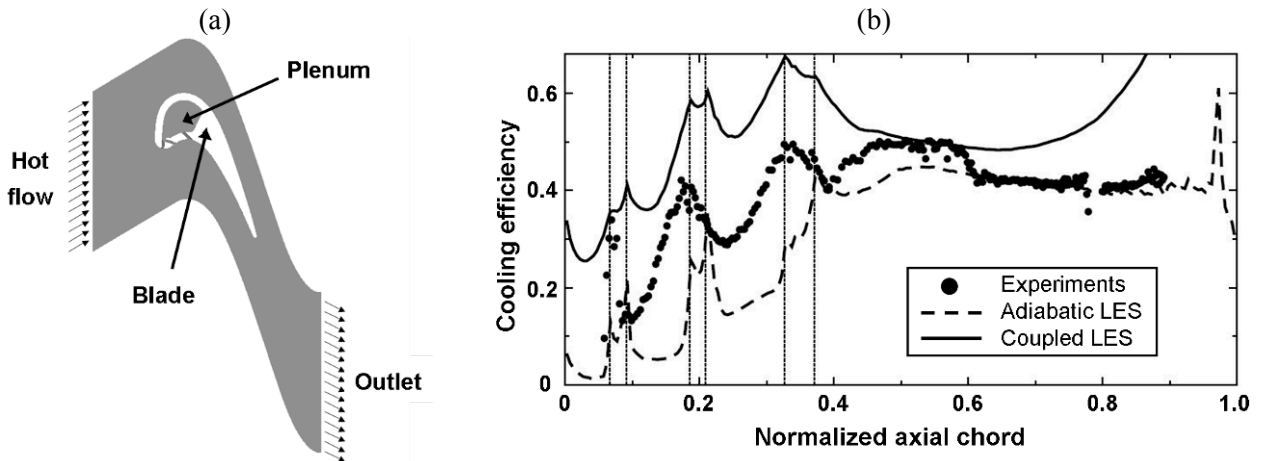 (a)
Plenum
Hot
flow
Blade
Outlet
(b)
Cooling efficiency
0.6
0.4
0.2
0
0
0.2
0.4
0.6
0.8
1.0
Normalized axial chord
Experiments
Adiabatic LES
Coupled LES